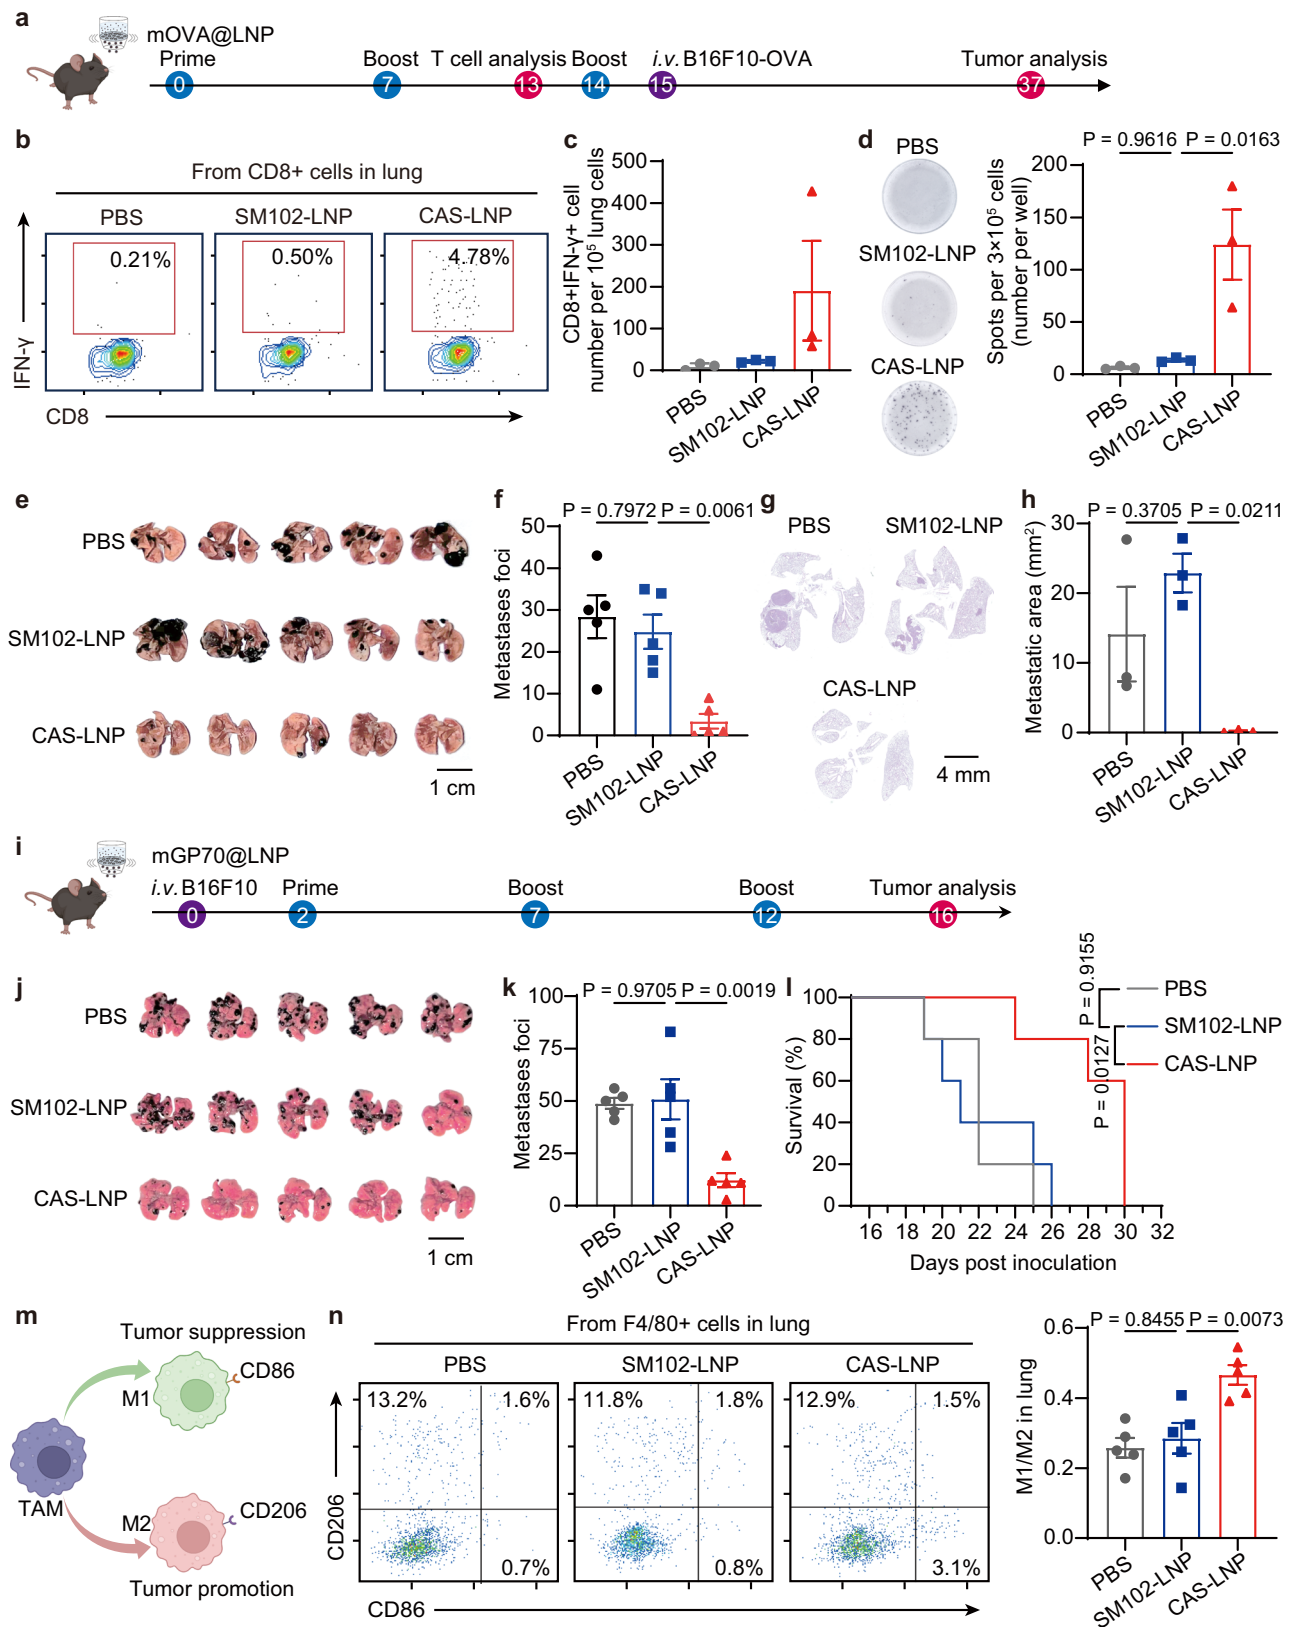 a
mOVA@LNP
Prime
Boost
T cell analysis
Boost
i.v. B16F10-OVA
Tumor analysis
0
7
13
14
15
37
b
From CD8+ cells in lung
PBS
SM102-LNP
CAS-LNP
0.21%
0.50%
4.78%
IFN-γ
CD8
c
CD8+IFN-γ+ cell
number per 10⁵ lung cells
500
400
300
200
100
0
PBS
SM102-LNP
CAS-LNP
d
PBS
SM102-LNP
CAS-LNP
P = 0.9616
P = 0.0163
Spots per 3×10⁵ cells
(number per well)
200
150
100
50
0
PBS
SM102-LNP
CAS-LNP
e
PBS
SM102-LNP
CAS-LNP
1 cm
f
P = 0.7972
P = 0.0061
Metastases foci
50
40
30
20
10
0
PBS
SM102-LNP
CAS-LNP
g
PBS
SM102-LNP
CAS-LNP
4 mm
h
P = 0.3705
P = 0.0211
Metastatic area (mm²)
30
20
10
0
PBS
SM102-LNP
CAS-LNP
i
mGP70@LNP
i.v. B16F10
Prime
Boost
Boost
Tumor analysis
0
2
7
12
16
j
PBS
SM102-LNP
CAS-LNP
1 cm
k
P = 0.9705
P = 0.0019
Metastases foci
100
75
50
25
0
PBS
SM102-LNP
CAS-LNP
l
Survival (%)
100
80
60
40
20
0
16 18 20 22 24 26 28 30 32
Days post inoculation
P = 0.9155
P = 0.0127
PBS
SM102-LNP
CAS-LNP
m
Tumor suppression
CD86
M1
TAM
M2
CD206
Tumor promotion
n
From F4/80+ cells in lung
PBS
SM102-LNP
CAS-LNP
13.2%
1.6%
11.8%
1.8%
12.9%
1.5%
0.7%
0.8%
3.1%
CD206
CD86
P = 0.8455
P = 0.0073
M1/M2 in lung
0.6
0.4
0.2
0.0
PBS
SM102-LNP
CAS-LNP